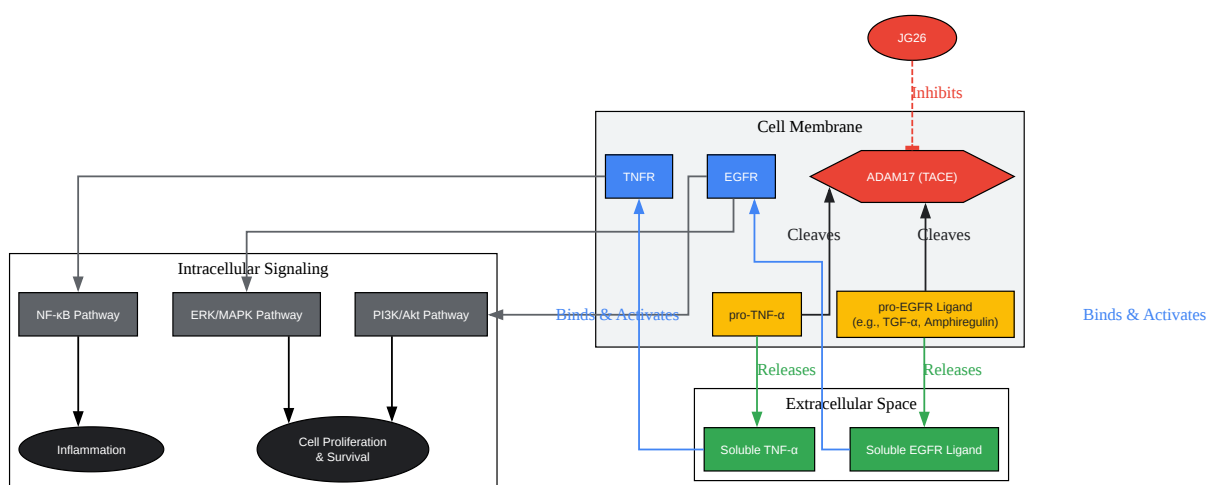 JG26
Inhibits
Cell Membrane
TNFR
EGFR
ADAM17 (TACE)
Cleaves
Cleaves
Intracellular Signaling
NF-κB Pathway
ERK/MAPK Pathway
PI3K/Akt Pathway
Binds & Activates
pro-TNF-α
pro-EGFR Ligand
(e.g., TGF-α, Amphiregulin)
Binds & Activates
Releases
Releases
Extracellular Space
Inflammation
Cell Proliferation
& Survival
Soluble TNF-α
Soluble EGFR Ligand